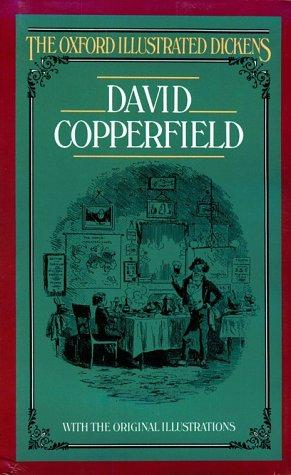 THE OXFORD ILLUSTRATED DICKENS
DAVID
COPPERFIELD
WITH THE ORIGINAL ILLUSTRATIONS